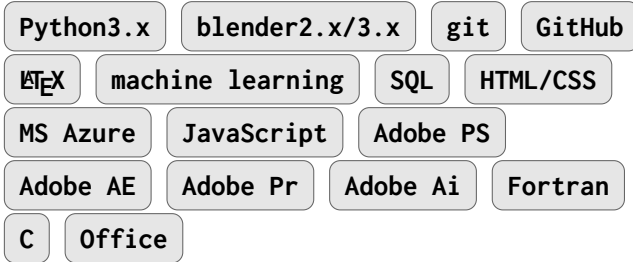 Python3.x blender2.x/3.x git GitHub
LATEX machine learning SQL HTML/CSS
MS Azure JavaScript Adobe PS
Adobe AE Adobe Pr Adobe Ai Fortran
C Office